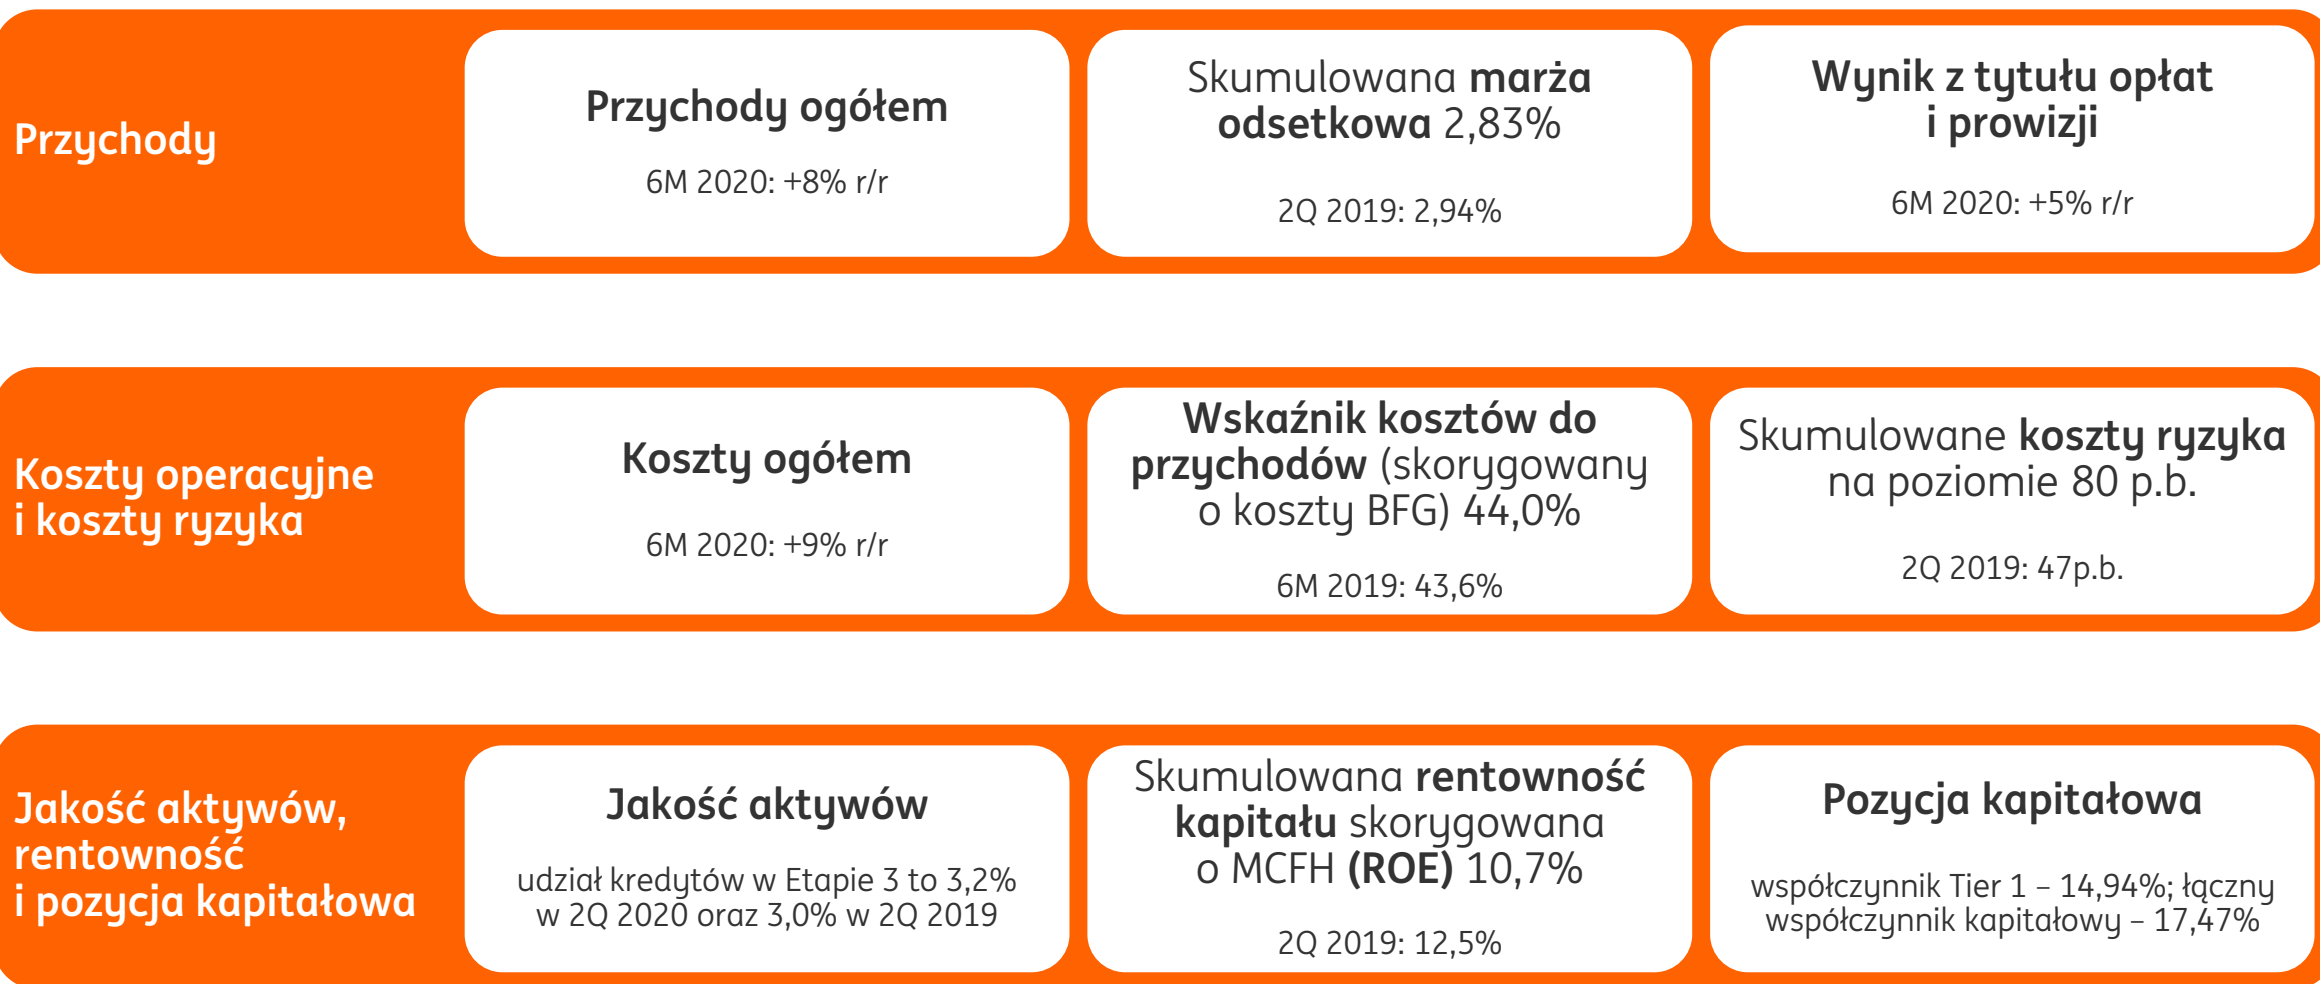 Przychody
Przychody ogółem
6M 2020: +8% r/r
Skumulowana marża
odsetkowa 2,83%
2Q 2019: 2,94%
Wynik z tytułu opłat
i prowizji
6M 2020: +5% r/r
Koszty operacyjne
i koszty ryzyka
Koszty ogółem
6M 2020: +9% r/r
Wskaźnik kosztów do
przychodów (skorygowany
o koszty BFG) 44,0%
6M 2019: 43,6%
Skumulowane koszty ryzyka
na poziomie 80 p.b.
2Q 2019: 47p.b.
Jakość aktywów,
rentowność
i pozycja kapitałowa
Jakość aktywów
udział kredytów w Etapie 3 to 3,2%
w 2Q 2020 oraz 3,0% w 2Q 2019
Skumulowana rentowność
kapitału skorygowana
o MCFH (ROE) 10,7%
2Q 2019: 12,5%
Pozycja kapitałowa
współczynnik Tier 1 – 14,94%; łączny
współczynnik kapitałowy – 17,47%